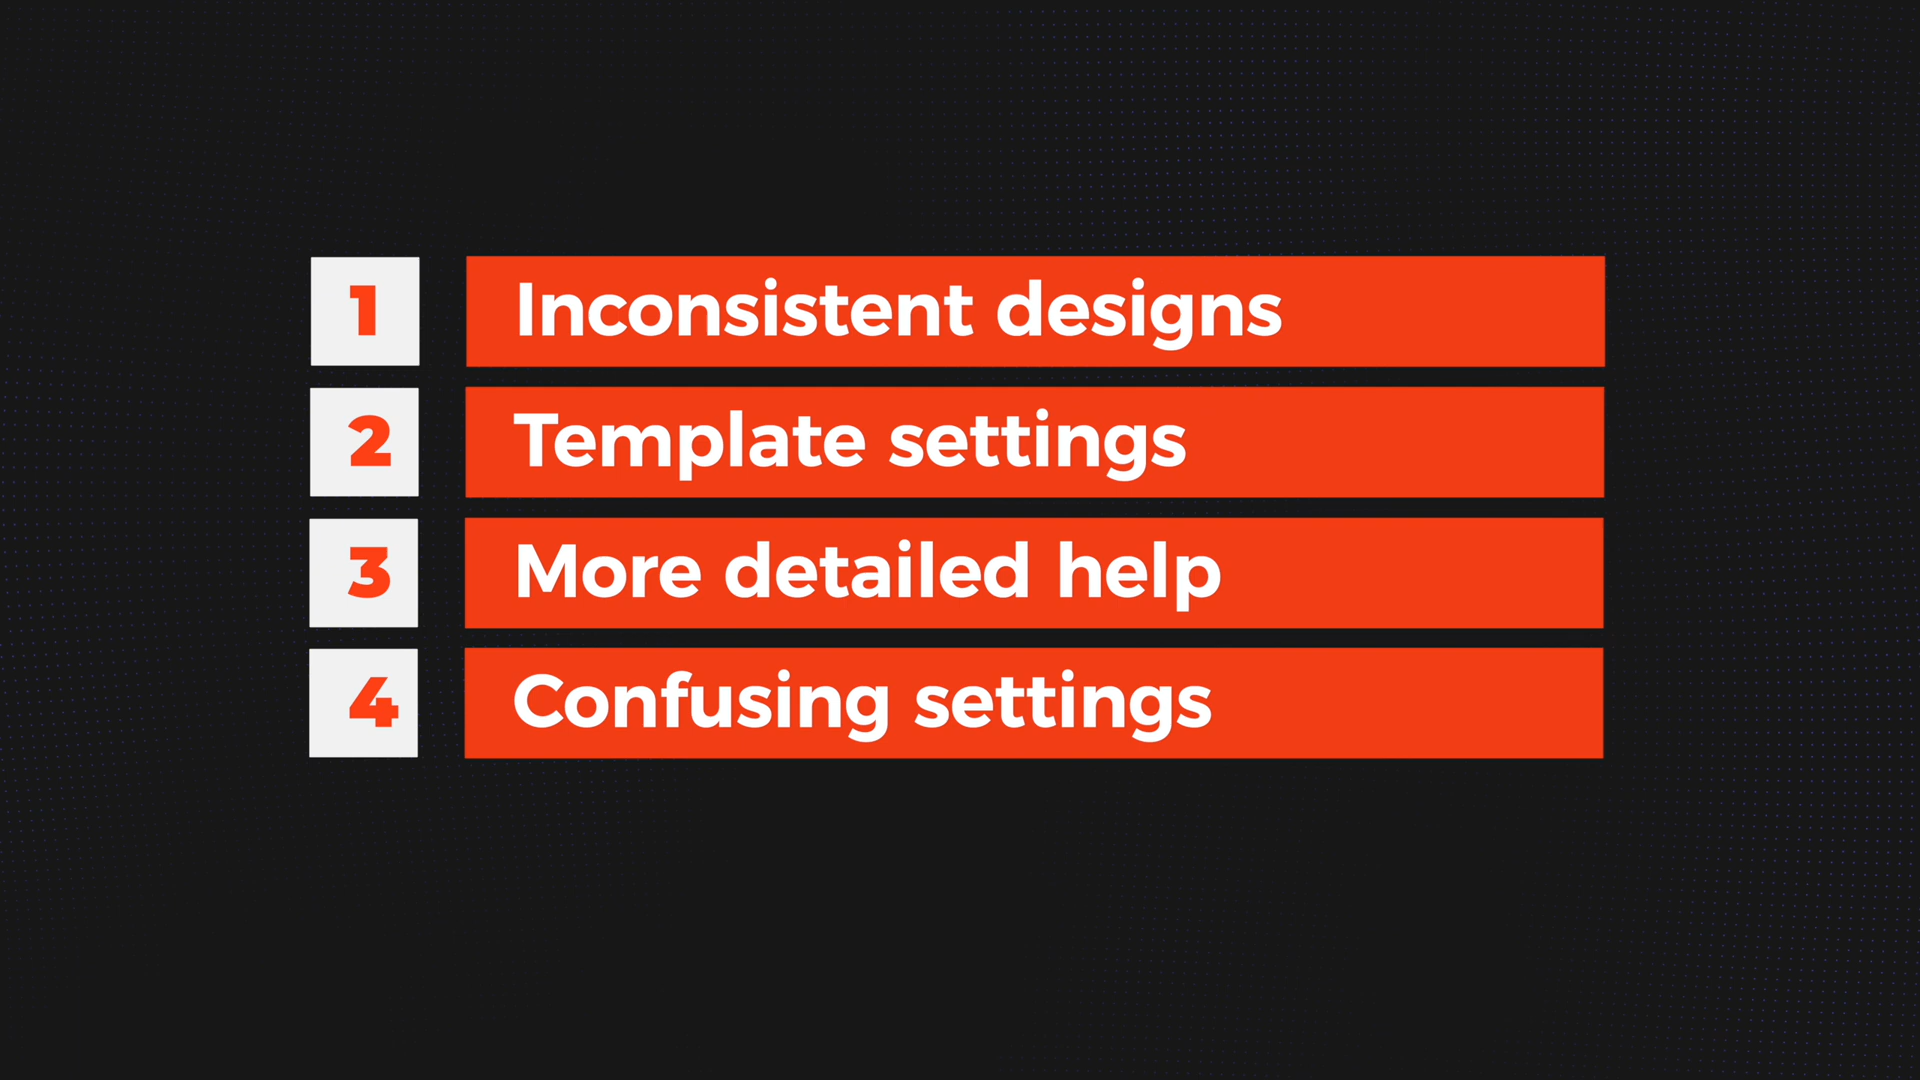 1 Inconsistent designs
2 Template settings
3 More detailed help
4 Confusing settings